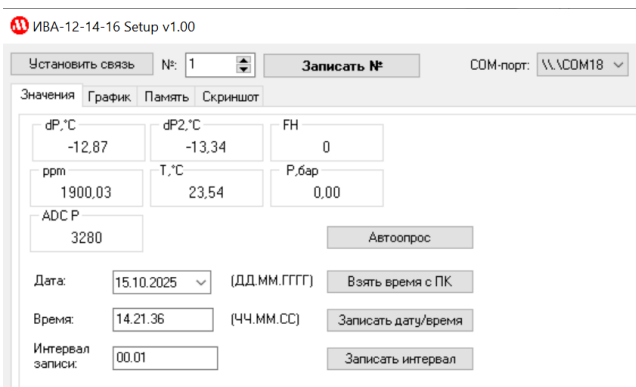 ИВА-12-14-16 Setup v1.00
Установить связь №: 1 Записать № COM-порт: \\.\COM18
Значения График Память Скриншот
dP,°C dP2,°C FH
-12,87 -13,34 0
ppm T,°C P,бар
1900,03 23,54 0,00
ADC P
3280 Автоопрос
Дата: 15.10.2025 (ДД.ММ.ГГГГ) Взять время с ПК
Время: 14.21.36 (ЧЧ.ММ.СС) Записать дату/время
Интервал
записи: 00.01 Записать интервал